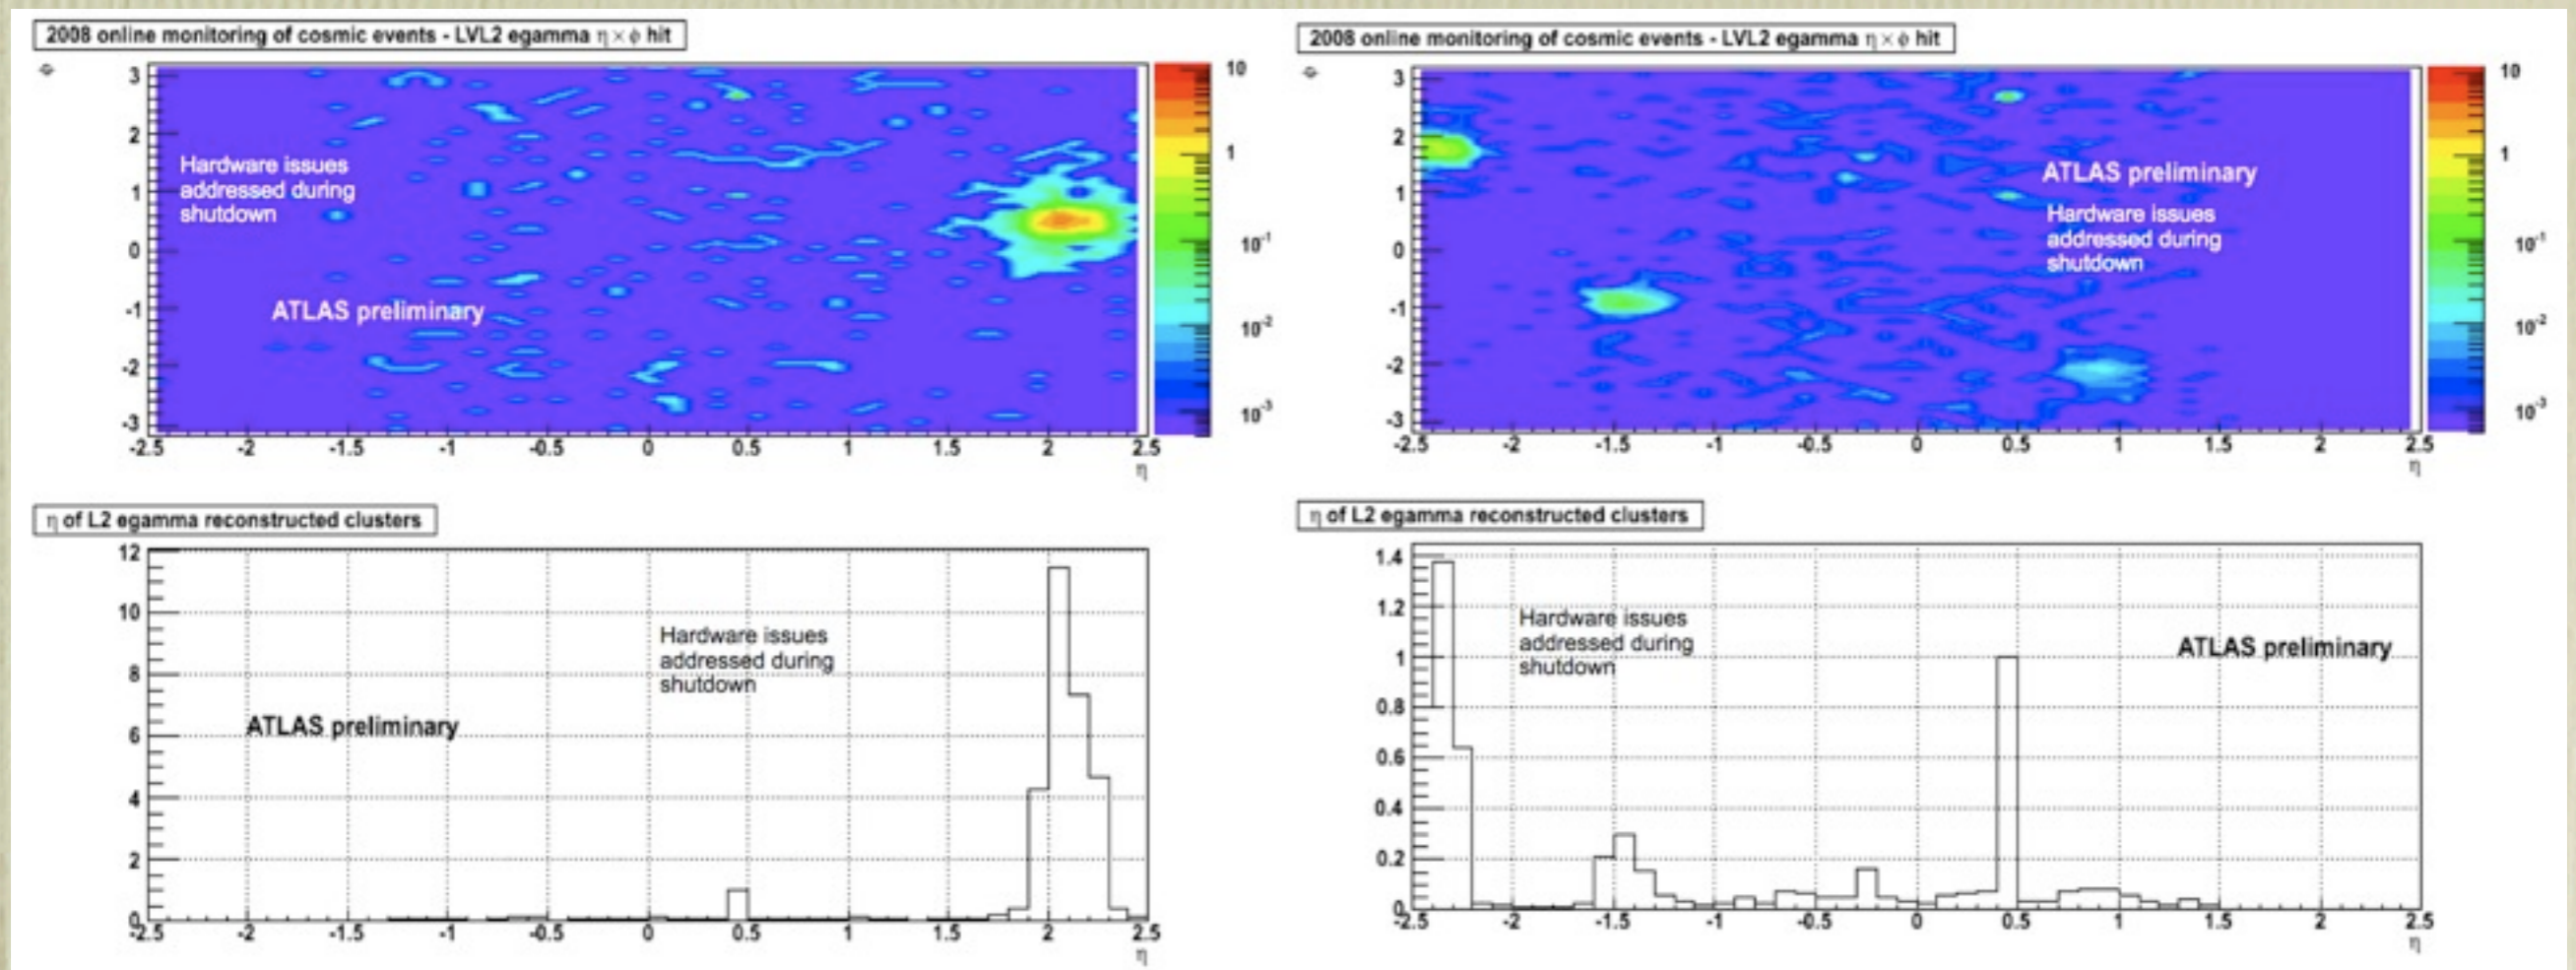 2008 online monitoring of cosmic events - LVL2 egamma η × ϕ hit
ϕ
3
2
1
0
-1
-2
-3
Hardware issues
addressed during
shutdown
ATLAS preliminary
-2.5 -2 -1.5 -1 -0.5 0 0.5 1 1.5 2 2.5
η
10
1
10⁻¹
10⁻²
10⁻³
2008 online monitoring of cosmic events - LVL2 egamma η × ϕ hit
ϕ
3
2
1
0
-1
-2
-3
ATLAS preliminary
Hardware issues
addressed during
shutdown
-2.5 -2 -1.5 -1 -0.5 0 0.5 1 1.5 2 2.5
η
10
1
10⁻¹
10⁻²
10⁻³
η of L2 egamma reconstructed clusters
12
10
8
6
4
2
0
Hardware issues
addressed during
shutdown
ATLAS preliminary
-2.5 -2 -1.5 -1 -0.5 0 0.5 1 1.5 2 2.5
η
η of L2 egamma reconstructed clusters
1.4
1.2
1
0.8
0.6
0.4
0.2
0
Hardware issues
addressed during
shutdown
ATLAS preliminary
-2.5 -2 -1.5 -1 -0.5 0 0.5 1 1.5 2 2.5
η